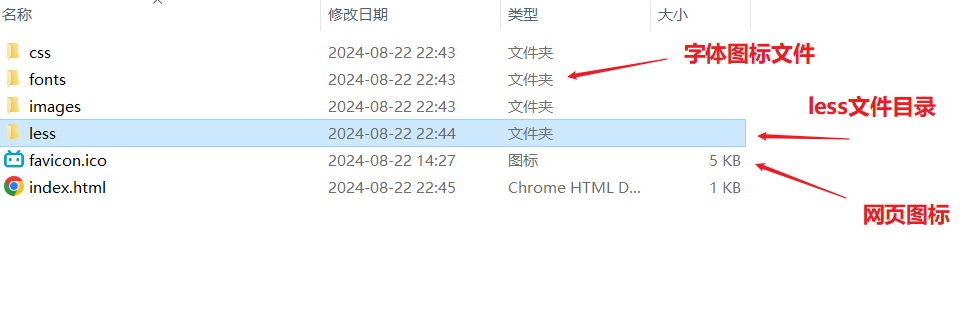 名称 修改日期 类型 大小
css 2024-08-22 22:43 文件夹
字体图标文件
fonts 2024-08-22 22:43 文件夹
images 2024-08-22 22:43 文件夹
less文件目录
less 2024-08-22 22:44 文件夹
favicon.ico 2024-08-22 14:27 图标 5 KB
index.html 2024-08-22 22:45 Chrome HTML D... 1 KB
网页图标